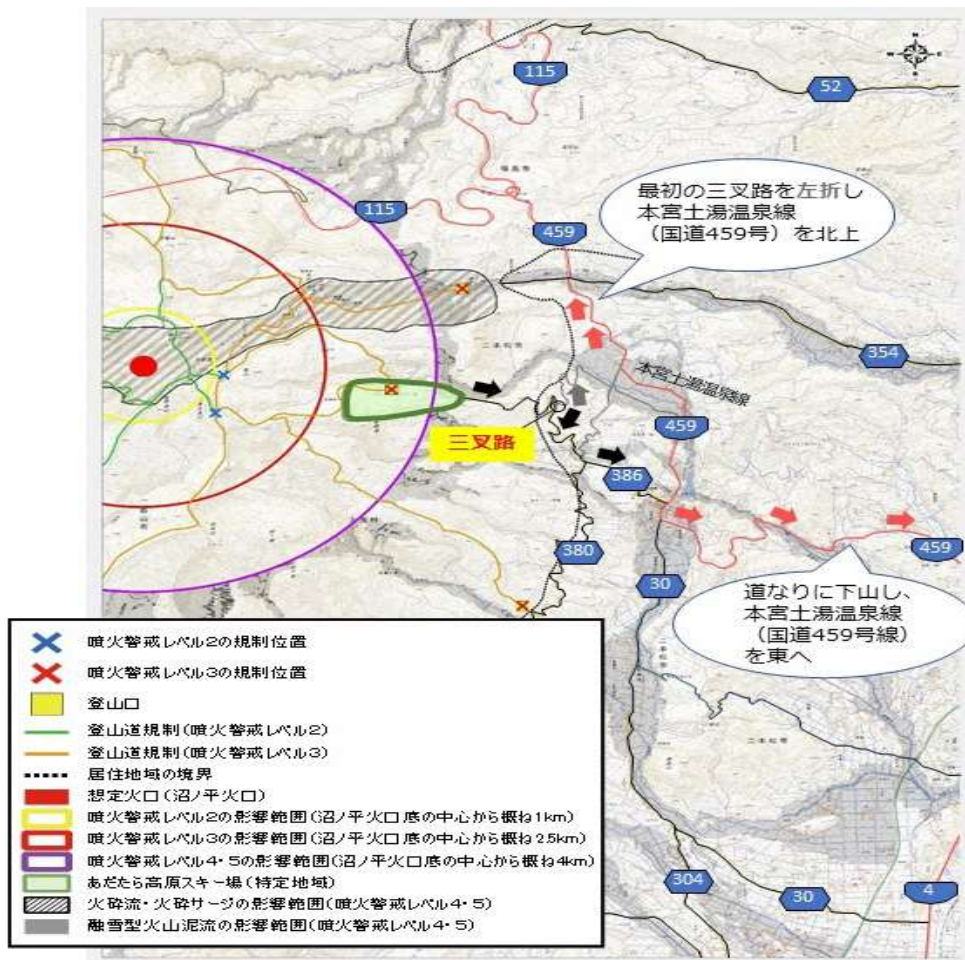 115
52
最初の三叉路を左折し
本宮土湯温泉線
（国道459号）を北上
115
459
354
二本松市
本宮土湯温泉線
459
三叉路
386
459
380
30
道なりに下山し、
本宮土湯温泉線
（国道459号線）
を東へ
二本松市
304
30
4
噴火警戒レベル2の規制位置
噴火警戒レベル3の規制位置
登山口
登山道規制(噴火警戒レベル2)
登山道規制(噴火警戒レベル3)
居住地域の境界
想定火口(沼ノ平火口)
噴火警戒レベル2の影響範囲(沼ノ平火口底の中心から概ね1km)
噴火警戒レベル3の影響範囲(沼ノ平火口底の中心から概ね2.5km)
噴火警戒レベル4・5の影響範囲(沼ノ平火口底の中心から概ね4km)
あだたら高原スキー場(特定地域)
火砕流・火砕サージの影響範囲(噴火警戒レベル4・5)
融雪型火山泥流の影響範囲(噴火警戒レベル4・5)